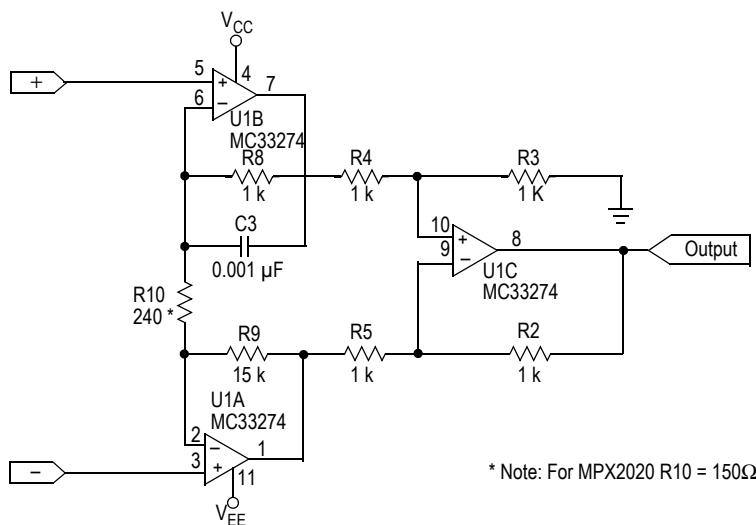 VCC
+
5
4
7
6
+
−
U1B
MC33274
R8
1 k
R4
1 k
R3
1 K
C3
0.001 µF
10
9
+
−
8
U1C
MC33274
Output
R10
240 *
R9
15 k
R5
1 k
R2
1 k
U1A
MC33274
2
3
−
+
1
11
−
VEE
* Note: For MPX2020 R10 = 150Ω